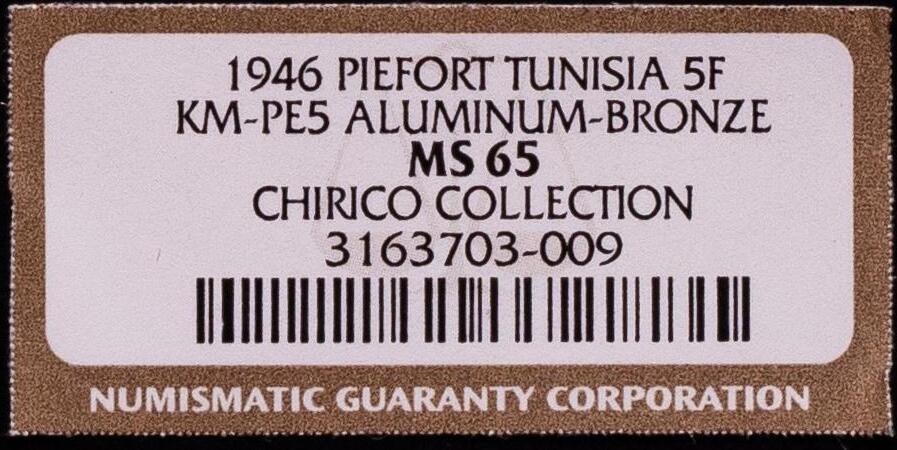 1946 PIEFORT TUNISIA 5F
KM-PE5 ALUMINUM-BRONZE
MS 65
CHIRICO COLLECTION
3163703-009
NUMISMATIC GUARANTY CORPORATION